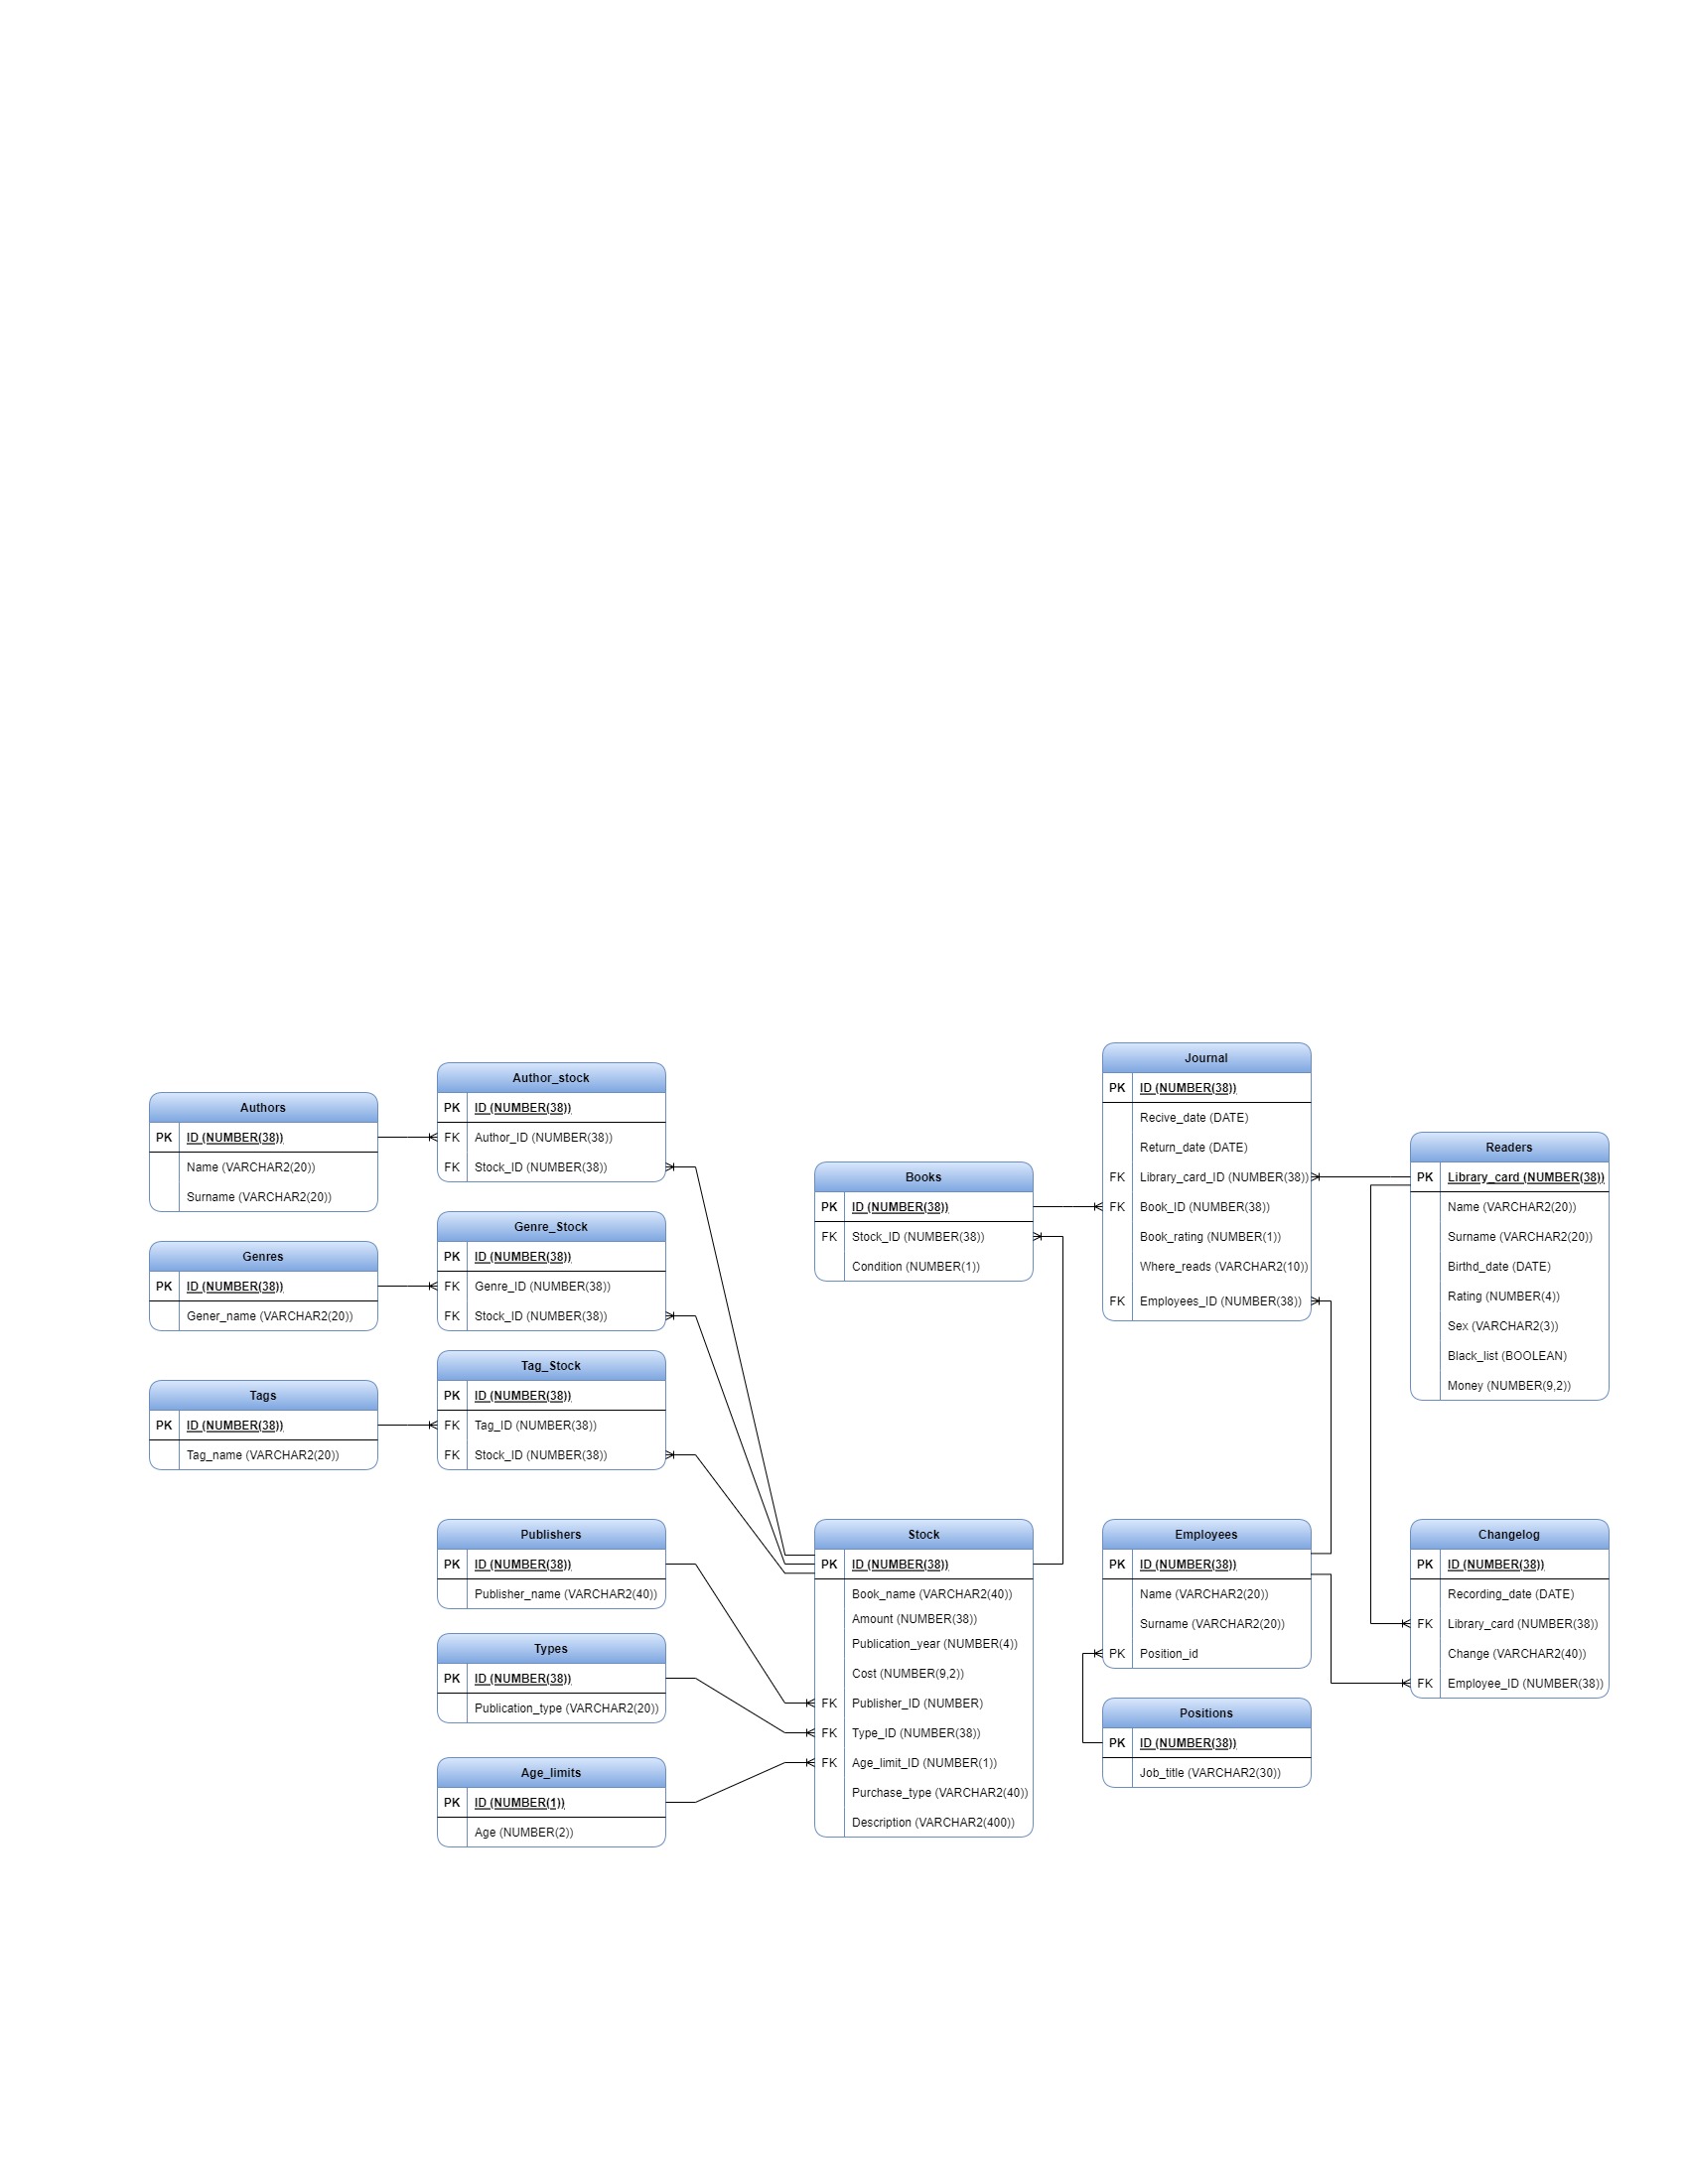 Authors
PK ID (NUMBER(38))
Name (VARCHAR2(20))
Surname (VARCHAR2(20))
Genres
PK ID (NUMBER(38))
Gener_name (VARCHAR2(20))
Tags
PK ID (NUMBER(38))
Tag_name (VARCHAR2(20))
Author_stock
PK ID (NUMBER(38))
FK Author_ID (NUMBER(38))
FK Stock_ID (NUMBER(38))
Genre_Stock
PK ID (NUMBER(38))
FK Genre_ID (NUMBER(38))
FK Stock_ID (NUMBER(38))
Tag_Stock
PK ID (NUMBER(38))
FK Tag_ID (NUMBER(38))
FK Stock_ID (NUMBER(38))
Publishers
PK ID (NUMBER(38))
Publisher_name (VARCHAR2(40))
Types
PK ID (NUMBER(38))
Publication_type (VARCHAR2(20))
Age_limits
PK ID (NUMBER(1))
Age (NUMBER(2))
Books
PK ID (NUMBER(38))
FK Stock_ID (NUMBER(38))
Condition (NUMBER(1))
Stock
PK ID (NUMBER(38))
Book_name (VARCHAR2(40))
Amount (NUMBER(38))
Publication_year (NUMBER(4))
Cost (NUMBER(9,2))
FK Publisher_ID (NUMBER)
FK Type_ID (NUMBER(38))
FK Age_limit_ID (NUMBER(1))
Purchase_type (VARCHAR2(40))
Description (VARCHAR2(400))
Journal
PK ID (NUMBER(38))
Recive_date (DATE)
Return_date (DATE)
FK Library_card_ID (NUMBER(38))
FK Book_ID (NUMBER(38))
Book_rating (NUMBER(1))
Where_reads (VARCHAR2(10))
FK Employees_ID (NUMBER(38))
Employees
PK ID (NUMBER(38))
Name (VARCHAR2(20))
Surname (VARCHAR2(20))
PK Position_id
Positions
PK ID (NUMBER(38))
Job_title (VARCHAR2(30))
Readers
PK Library_card (NUMBER(38))
Name (VARCHAR2(20))
Surname (VARCHAR2(20))
Birthd_date (DATE)
Rating (NUMBER(4))
Sex (VARCHAR2(3))
Black_list (BOOLEAN)
Money (NUMBER(9,2))
Changelog
PK ID (NUMBER(38))
Recording_date (DATE)
FK Library_card (NUMBER(38))
Change (VARCHAR2(40))
FK Employee_ID (NUMBER(38))